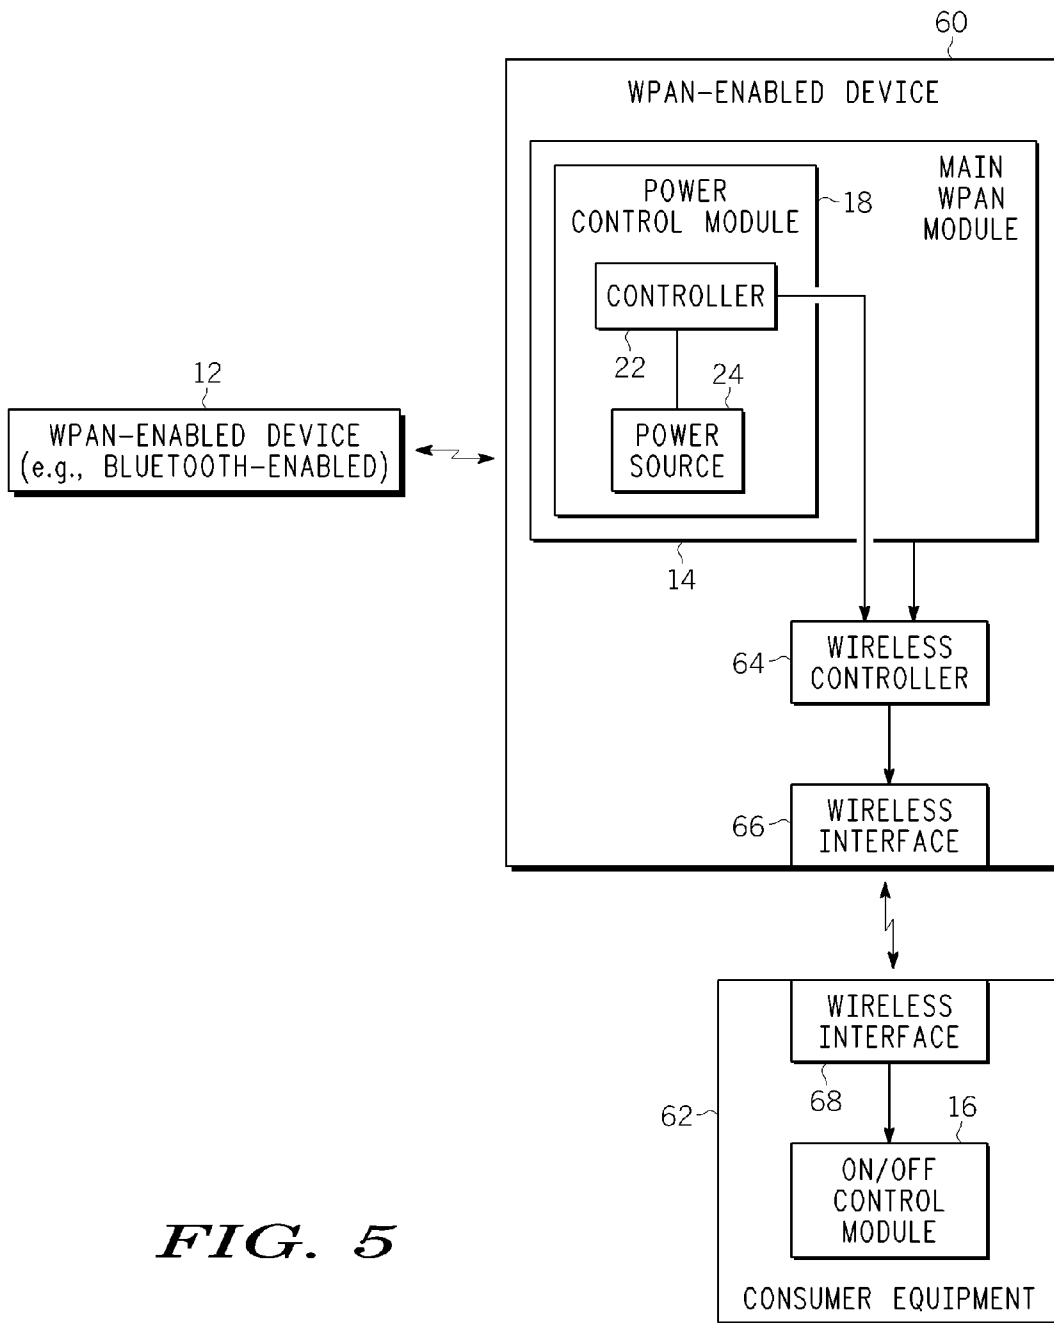 60
WPAN-ENABLED DEVICE
MAIN
WPAN
MODULE
POWER
CONTROL MODULE
18
CONTROLLER
22
24
POWER
SOURCE
14
12
WPAN-ENABLED DEVICE
(e.g., BLUETOOTH-ENABLED)
64
WIRELESS
CONTROLLER
66
WIRELESS
INTERFACE
WIRELESS
INTERFACE
68
62
16
ON/OFF
CONTROL
MODULE
CONSUMER EQUIPMENT
FIG. 5